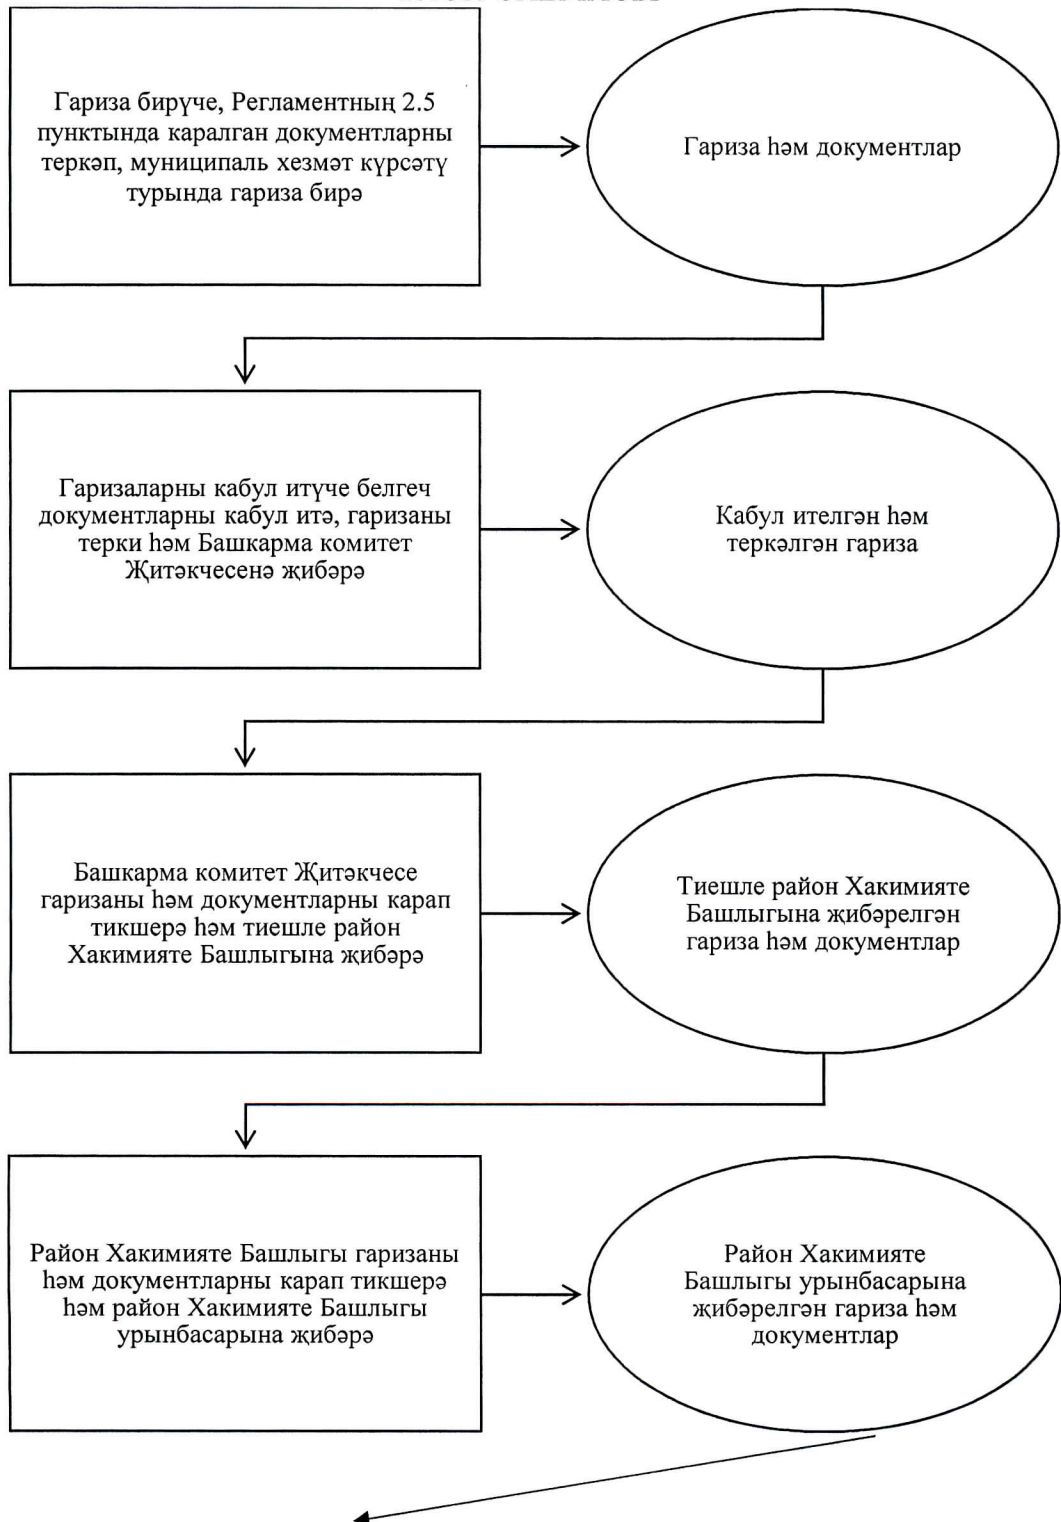 Гариза бирүче, Регламентның 2.5
пунктында каралган документларны
теркәп, муниципаль хезмәт күрсәтү
турында гариза бирә
Гариза һәм документлар
Гаризаларны кабул итүче белгеч
документларны кабул итә, гаризаны
терки һәм Башкарма комитет
Җитәкчесенә җибәрә
Кабул ителгән һәм
теркәлгән гариза
Башкарма комитет Җитәкчесе
гаризаны һәм документларны карап
тикшерә һәм тиешле район
Хакимияте Башлыгына җибәрә
Тиешле район Хакимияте
Башлыгына җибәрелгән
гариза һәм документлар
Район Хакимияте Башлыгы гаризаны
һәм документларны карап тикшерә
һәм район Хакимияте Башлыгы
урынбасарына җибәрә
Район Хакимияте
Башлыгы урынбасарына
җибәрелгән гариза һәм
документлар